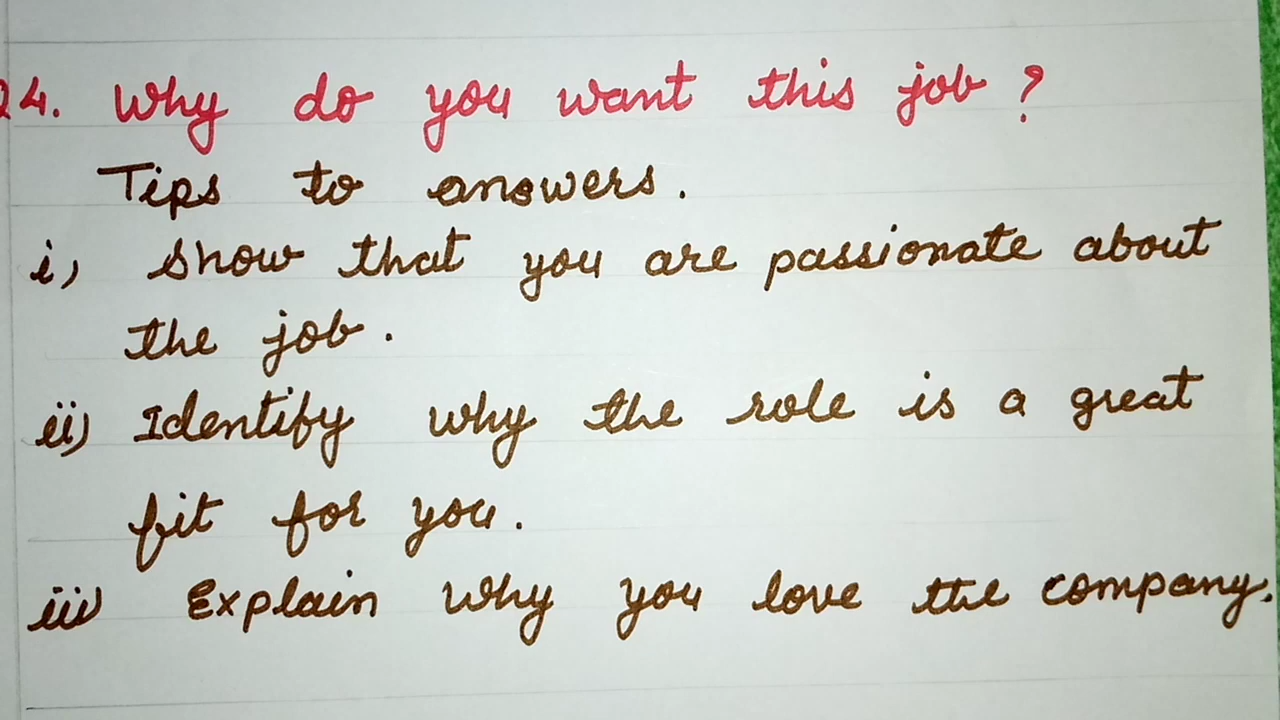 Q4. Why do you want this job ?
Tips to answers.
i) Show that you are passionate about
the job.
ii) Identify why the role is a great
fit for you.
iii) Explain why you love the company.